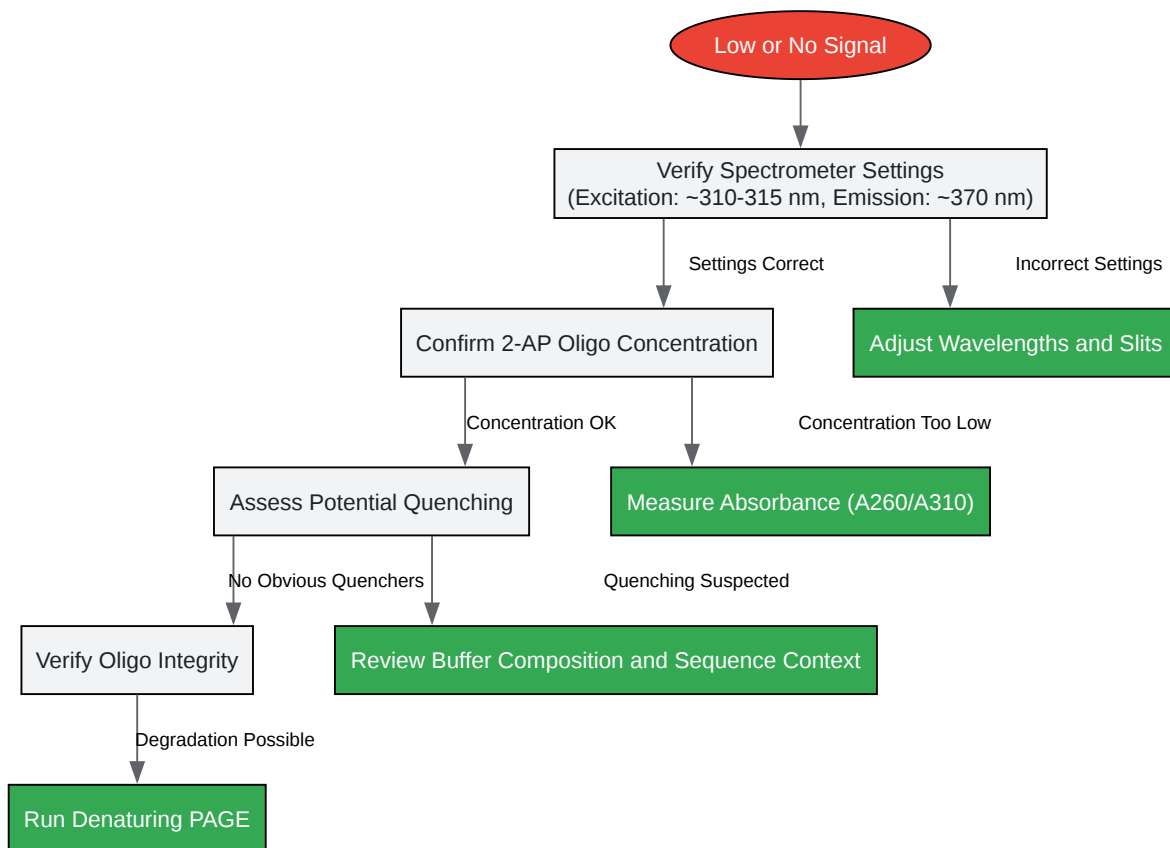 Low or No Signal
Verify Spectrometer Settings
(Excitation: ~310-315 nm, Emission: ~370 nm)
Settings Correct
Incorrect Settings
Confirm 2-AP Oligo Concentration
Adjust Wavelengths and Slits
Concentration OK
Concentration Too Low
Assess Potential Quenching
Measure Absorbance (A260/A310)
No Obvious Quenchers
Quenching Suspected
Verify Oligo Integrity
Review Buffer Composition and Sequence Context
Degradation Possible
Run Denaturing PAGE